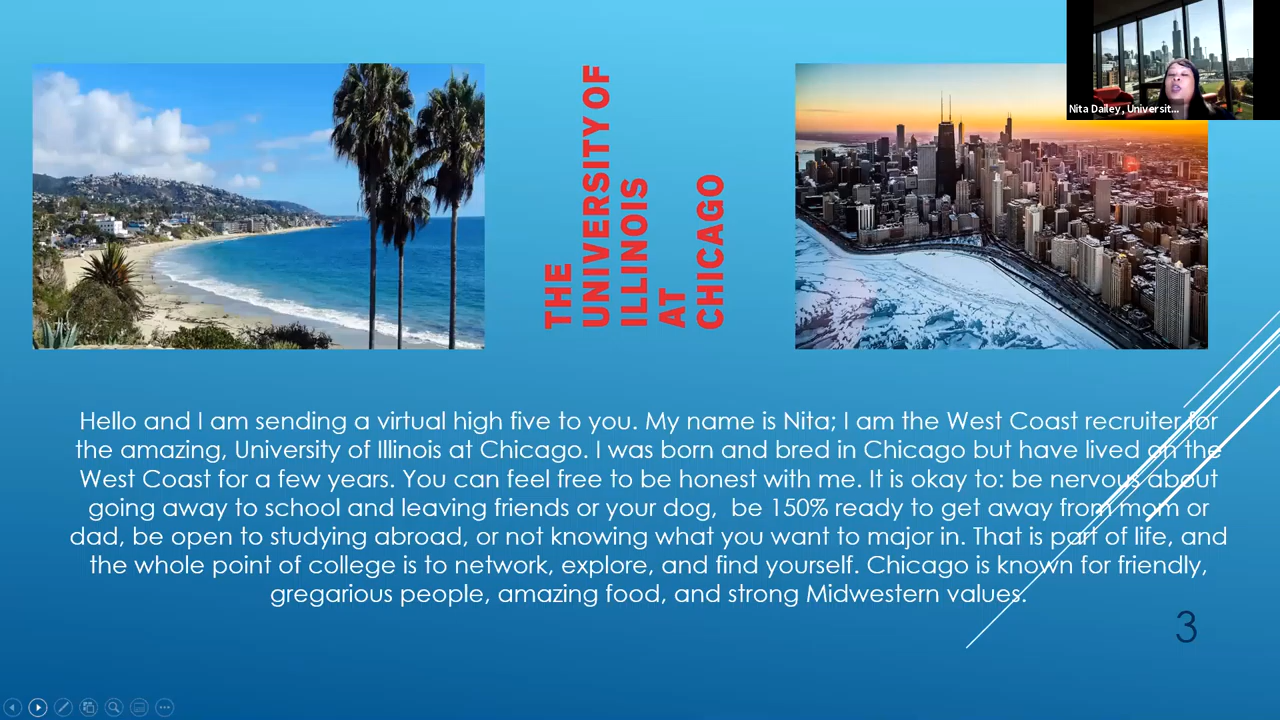 Nita Dailey, Universit...
THE
UNIVERSITY OF
ILLINOIS
AT
CHICAGO
Hello and I am sending a virtual high five to you. My name is Nita; I am the West Coast recruiter for
the amazing, University of Illinois at Chicago. I was born and bred in Chicago but have lived on the
West Coast for a few years. You can feel free to be honest with me. It is okay to: be nervous about
going away to school and leaving friends or your dog,  be 150% ready to get away from mom or
dad, be open to studying abroad, or not knowing what you want to major in. That is part of life, and
the whole point of college is to network, explore, and find yourself. Chicago is known for friendly,
gregarious people, amazing food, and strong Midwestern values.
3